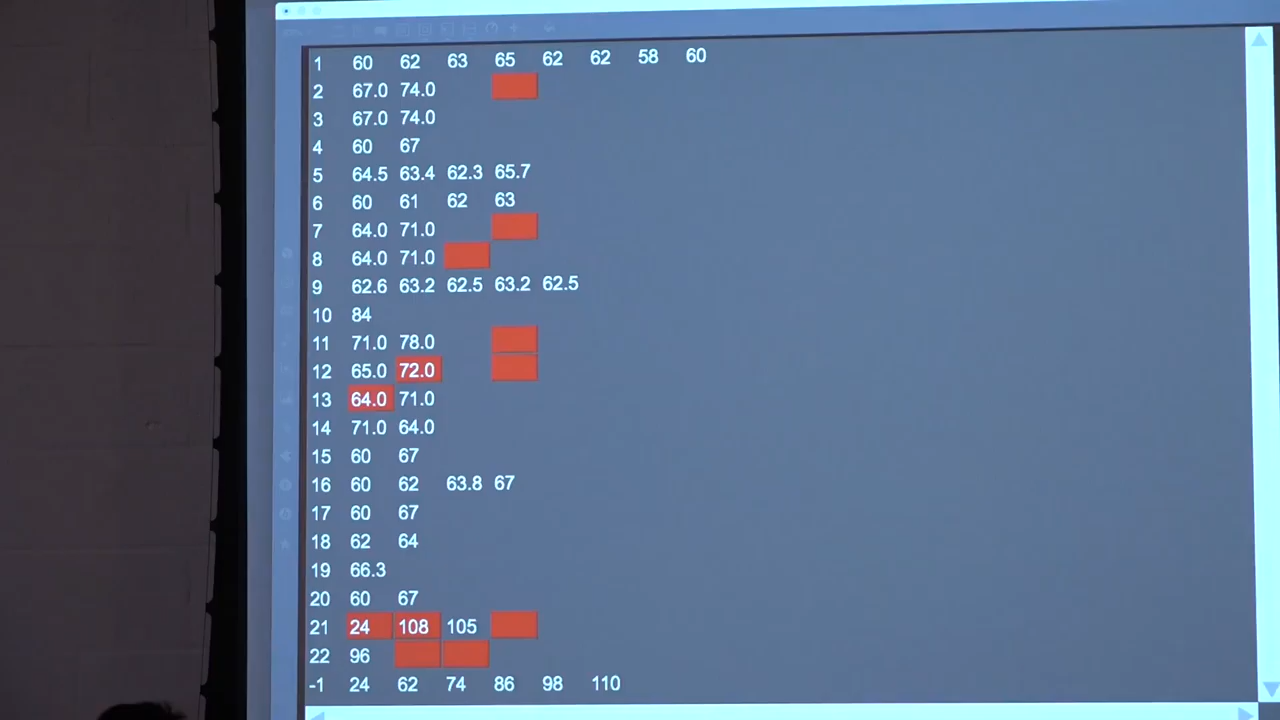 1 60 62 63 65 62 62 58 60
2 67.0 74.0
3 67.0 74.0
4 60 67
5 64.5 63.4 62.3 65.7
6 60 61 62 63
7 64.0 71.0
8 64.0 71.0
9 62.6 63.2 62.5 63.2 62.5
10 84
11 71.0 78.0
12 65.0 72.0
13 64.0 71.0
14 71.0 64.0
15 60 67
16 60 62 63.8 67
17 60 67
18 62 64
19 66.3
20 60 67
21 24 108 105
22 96
-1 24 62 74 86 98 110